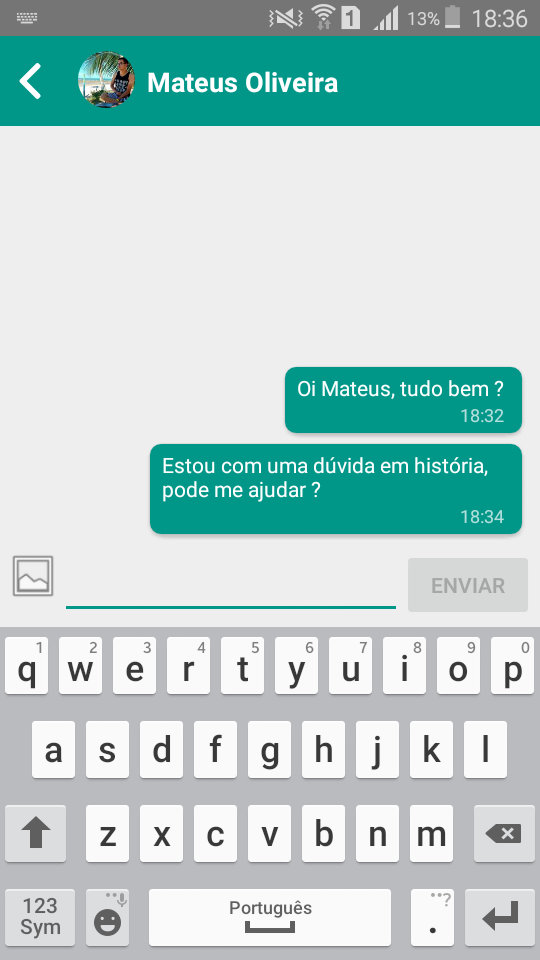 1 13% 18:36
Mateus Oliveira
Oi Mateus, tudo bem ?
18:32
Estou com uma dúvida em história,
pode me ajudar ?
18:34
ENVIAR
1 2 3 4 5 6 7 8 9 0
q w e r t y u i o p
a s d f g h j k l
z x c v b n m
123
Sym
Português
. ?